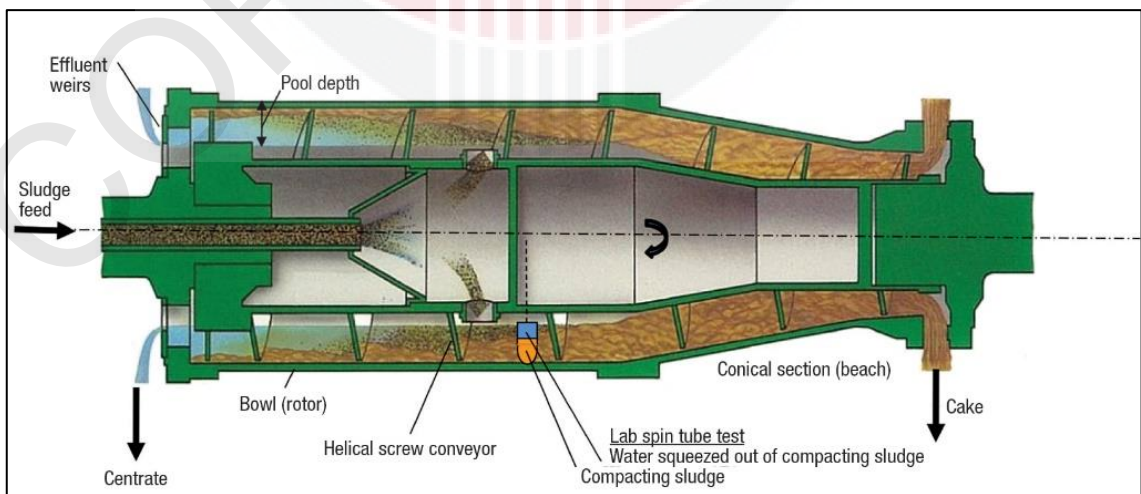 Effluent
weirs
Pool depth
Sludge
feed
Bowl (rotor)
Conical section (beach)
Helical screw conveyor
Lab spin tube test
Water squeezed out of compacting sludge
Compacting sludge
Cake
Centrate